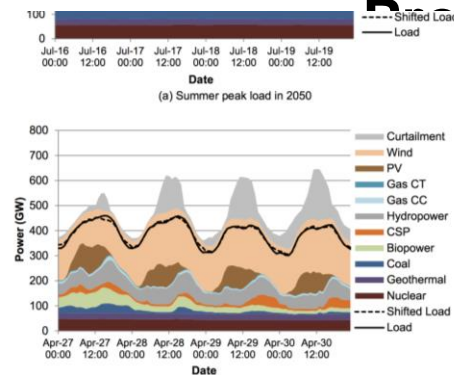 100
0
Shifted Load
Load
Jul-16 Jul-16 Jul-17 Jul-17 Jul-18 Jul-18 Jul-19 Jul-19
00:00 12:00 00:00 12:00 00:00 12:00 00:00 12:00
Date
(a) Summer peak load in 2050
800
700
600
500
400
300
200
100
0
Power (GW)
Curtailment
Wind
PV
Gas CT
Gas CC
Hydropower
CSP
Biopower
Coal
Geothermal
Nuclear
Shifted Load
Load
Apr-27 Apr-27 Apr-28 Apr-28 Apr-29 Apr-29 Apr-30 Apr-30
00:00 12:00 00:00 12:00 00:00 12:00 00:00 12:00
Date